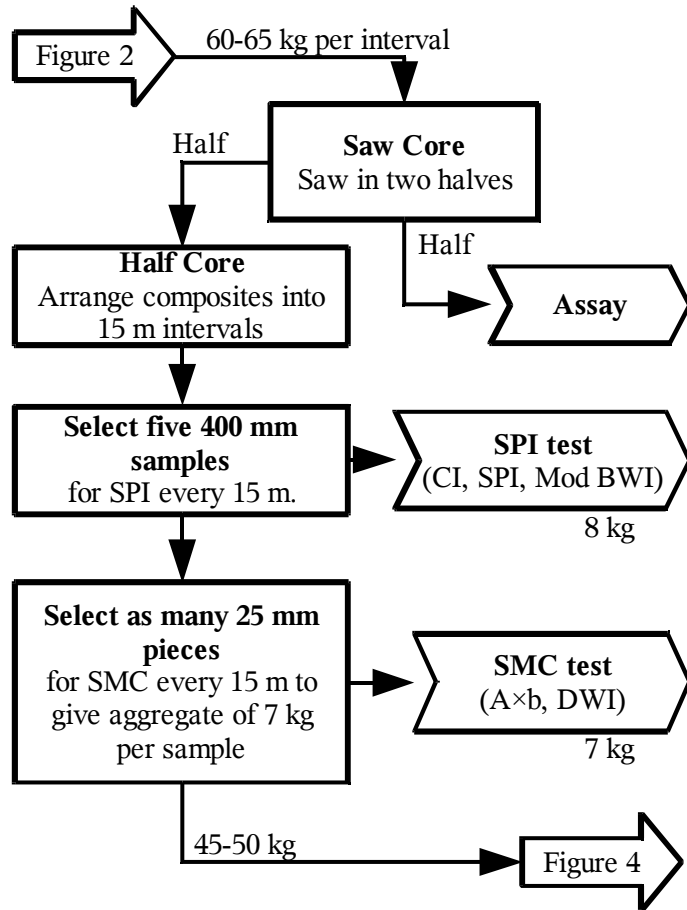 Figure 2
60-65 kg per interval
Saw Core
Saw in two halves
Half
Half
Half Core
Arrange composites into
15 m intervals
Assay
Select five 400 mm
samples
for SPI every 15 m.
SPI test
(CI, SPI, Mod BWI)
8 kg
Select as many 25 mm
pieces
for SMC every 15 m to
give aggregate of 7 kg
per sample
SMC test
(A×b, DWI)
7 kg
45-50 kg
Figure 4